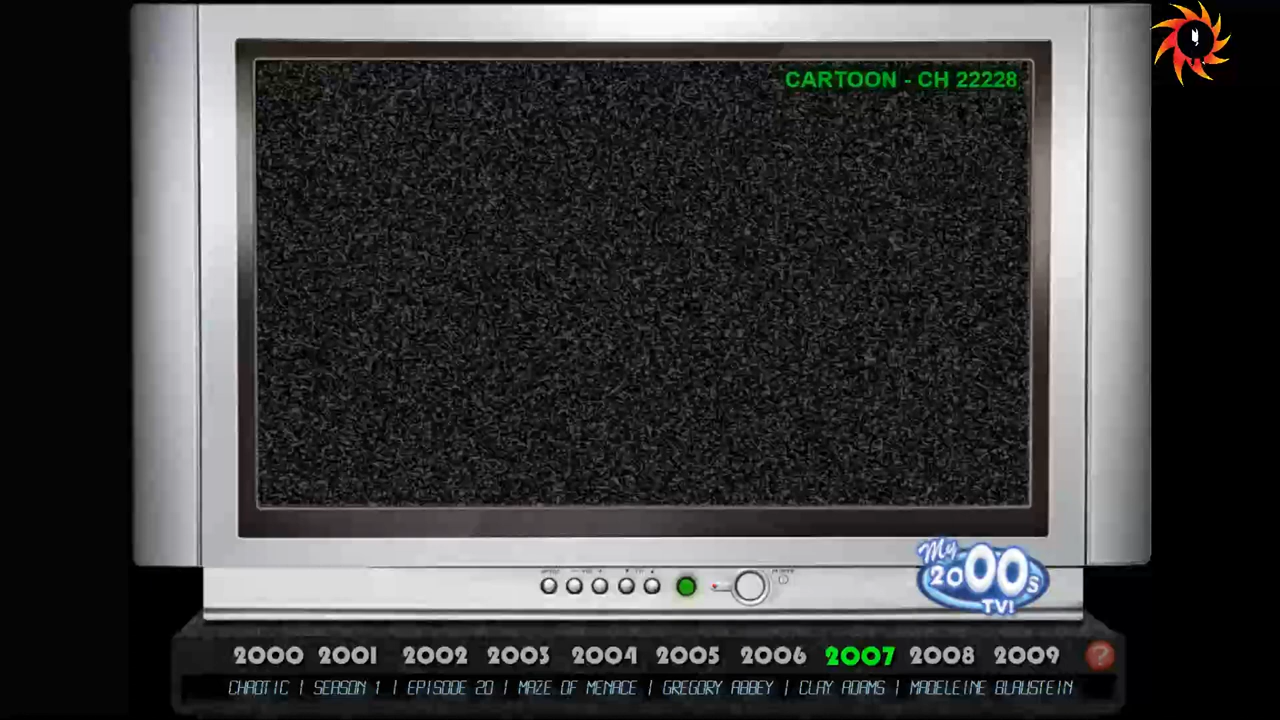 CARTOON - CH 22228
My
2000s
TV!
2000 2001 2002 2003 2004 2005 2006 2007 2008 2009 ?
CHAOTIC | SEASON 1 | EPISODE 20 | MAZE OF MENACE | GREGORY ABBEY | CLAY ADAMS | MADELEINE BLAUSTEIN